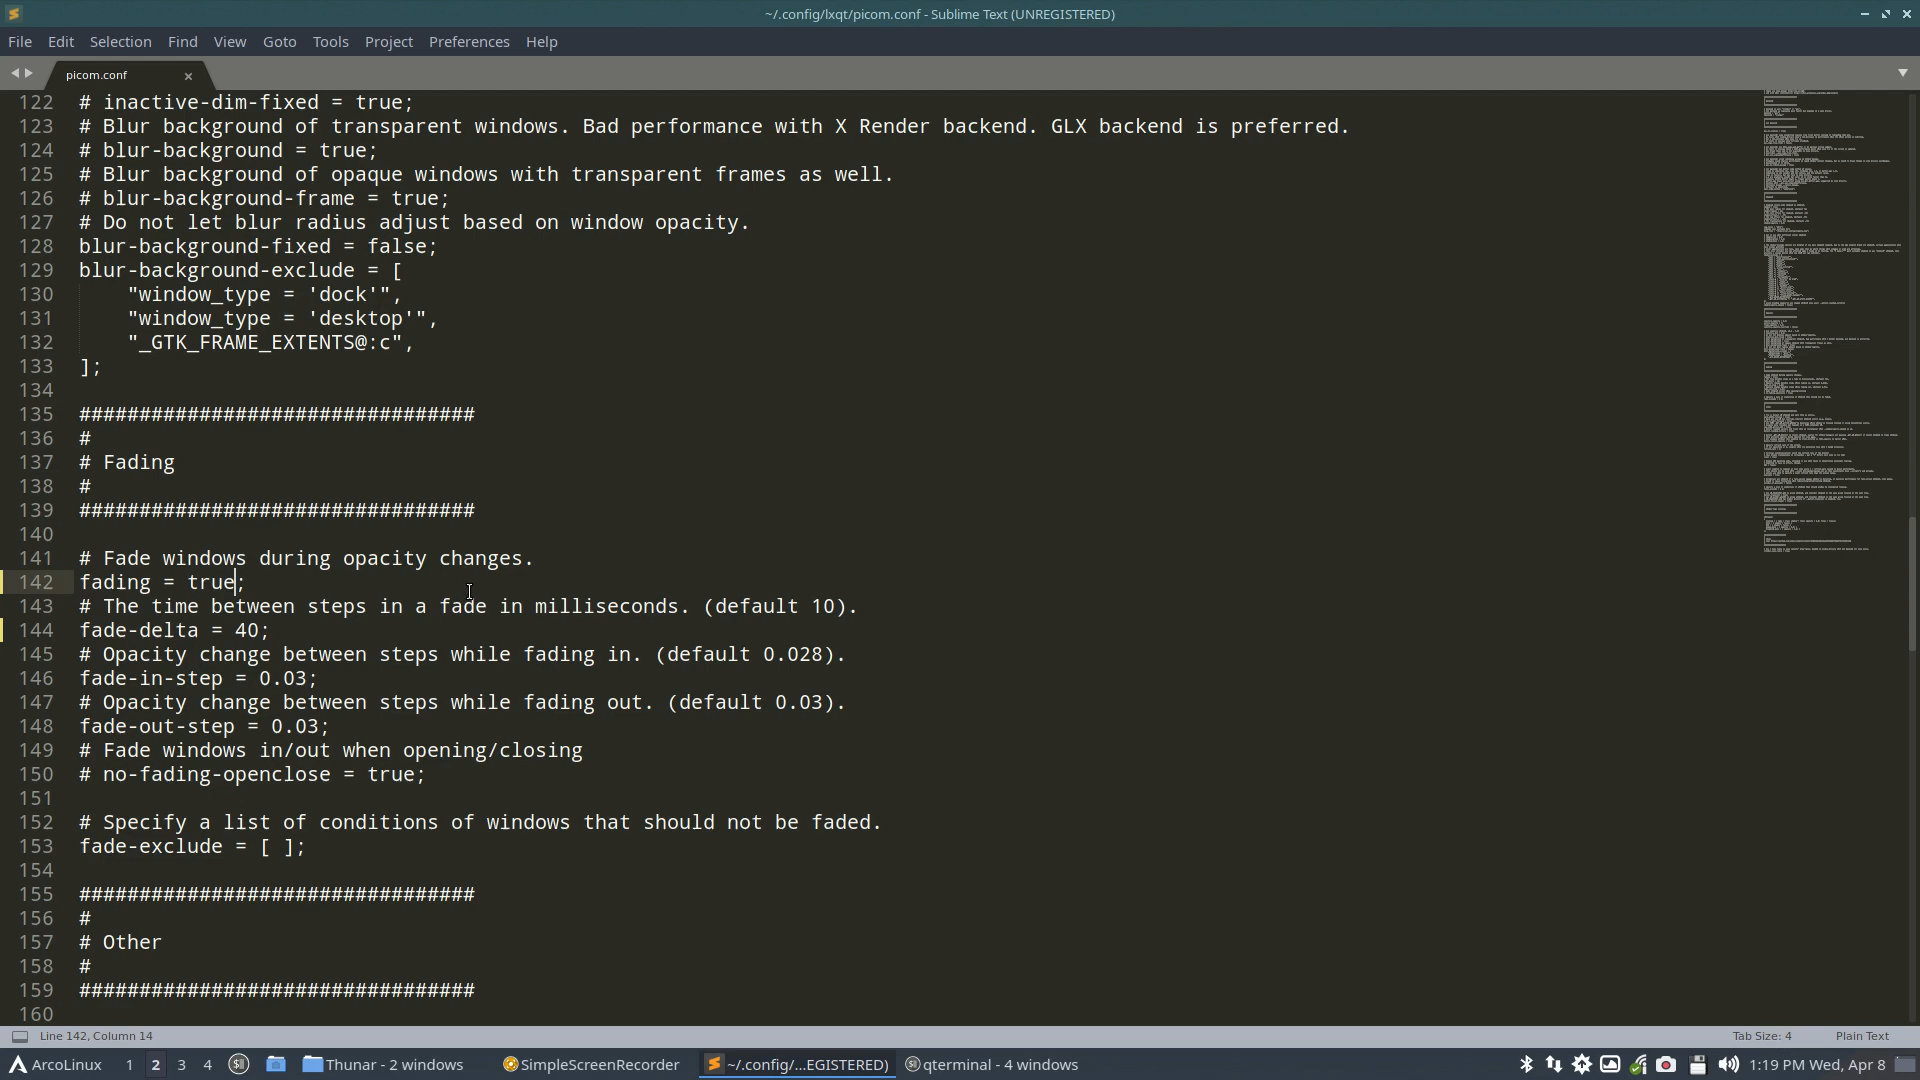 ~/.config/lxqt/picom.conf - Sublime Text (UNREGISTERED)
File Edit Selection Find View Goto Tools Project Preferences Help
picom.conf
122 # inactive-dim-fixed = true;
123 # Blur background of transparent windows. Bad performance with X Render backend. GLX backend is preferred.
124 # blur-background = true;
125 # Blur background of opaque windows with transparent frames as well.
126 # blur-background-frame = true;
127 # Do not let blur radius adjust based on window opacity.
128 blur-background-fixed = false;
129 blur-background-exclude = [
130     "window_type = 'dock'",
131     "window_type = 'desktop'",
132     "_GTK_FRAME_EXTENTS@:c",
133 ];
134
135 #################################
136 #
137 # Fading
138 #
139 #################################
140
141 # Fade windows during opacity changes.
142 fading = true;
143 # The time between steps in a fade in milliseconds. (default 10).
144 fade-delta = 40;
145 # Opacity change between steps while fading in. (default 0.028).
146 fade-in-step = 0.03;
147 # Opacity change between steps while fading out. (default 0.03).
148 fade-out-step = 0.03;
149 # Fade windows in/out when opening/closing
150 # no-fading-openclose = true;
151
152 # Specify a list of conditions of windows that should not be faded.
153 fade-exclude = [ ];
154
155 #################################
156 #
157 # Other
158 #
159 #################################
160
Line 142, Column 14 Tab Size: 4 Plain Text
ArcoLinux 1 2 3 4 Thunar - 2 windows SimpleScreenRecorder ~/.config/...EGISTERED) qterminal - 4 windows 1:19 PM Wed, Apr 8